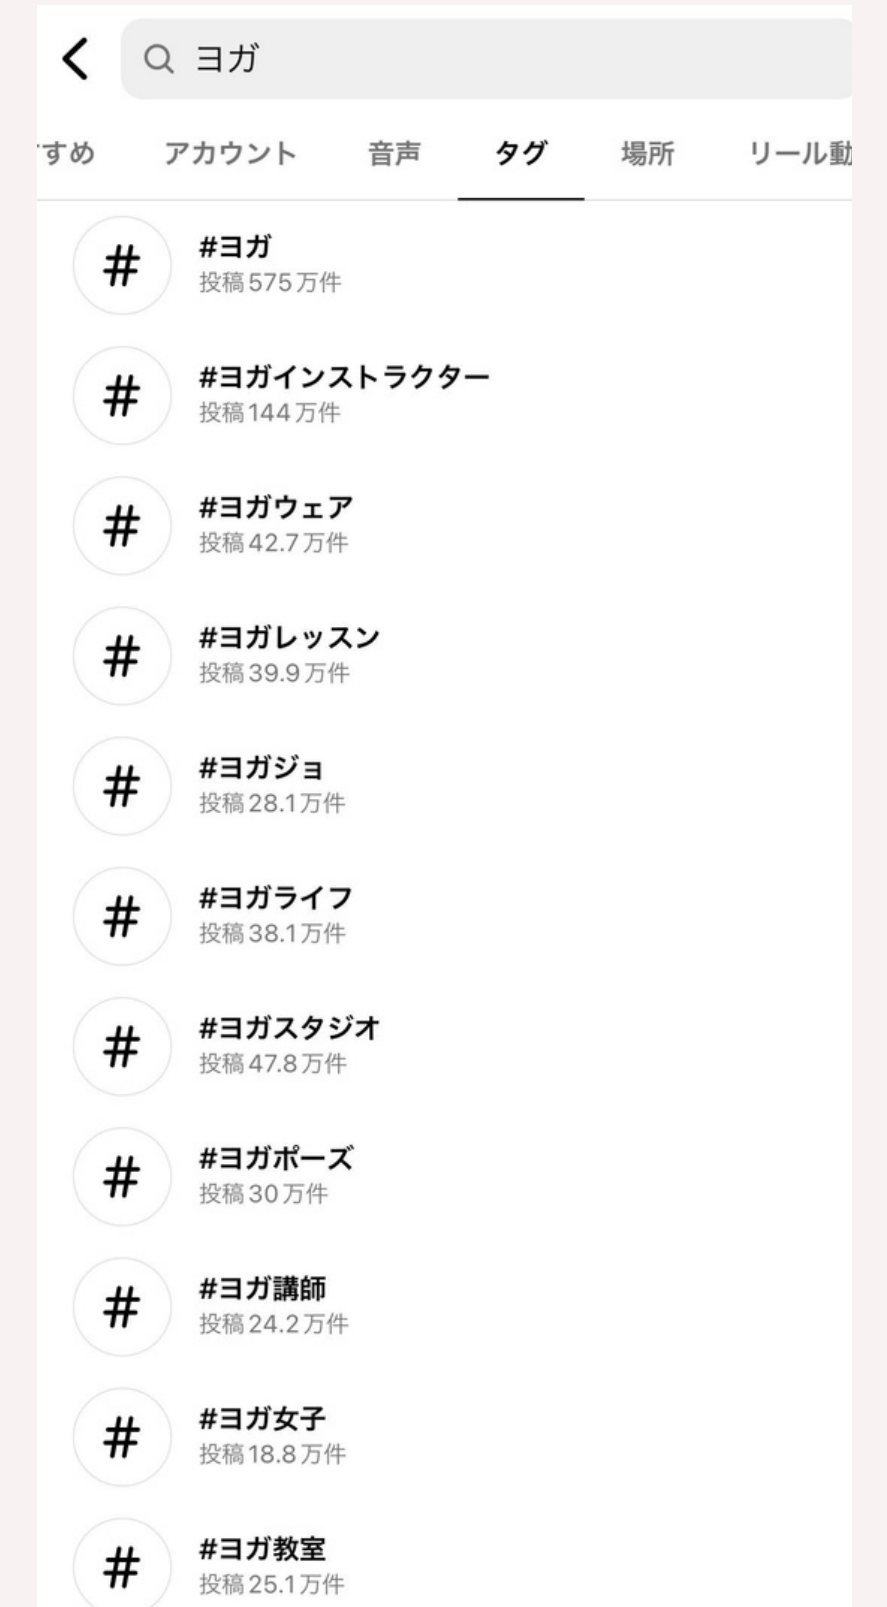 ヨガ
すめ アカウント 音声 タグ 場所 リール動
#ヨガ
投稿575万件
#ヨガインストラクター
投稿144万件
#ヨガウェア
投稿42.7万件
#ヨガレッスン
投稿39.9万件
#ヨガジョ
投稿28.1万件
#ヨガライフ
投稿38.1万件
#ヨガスタジオ
投稿47.8万件
#ヨガポーズ
投稿30万件
#ヨガ講師
投稿24.2万件
#ヨガ女子
投稿18.8万件
#ヨガ教室
投稿25.1万件